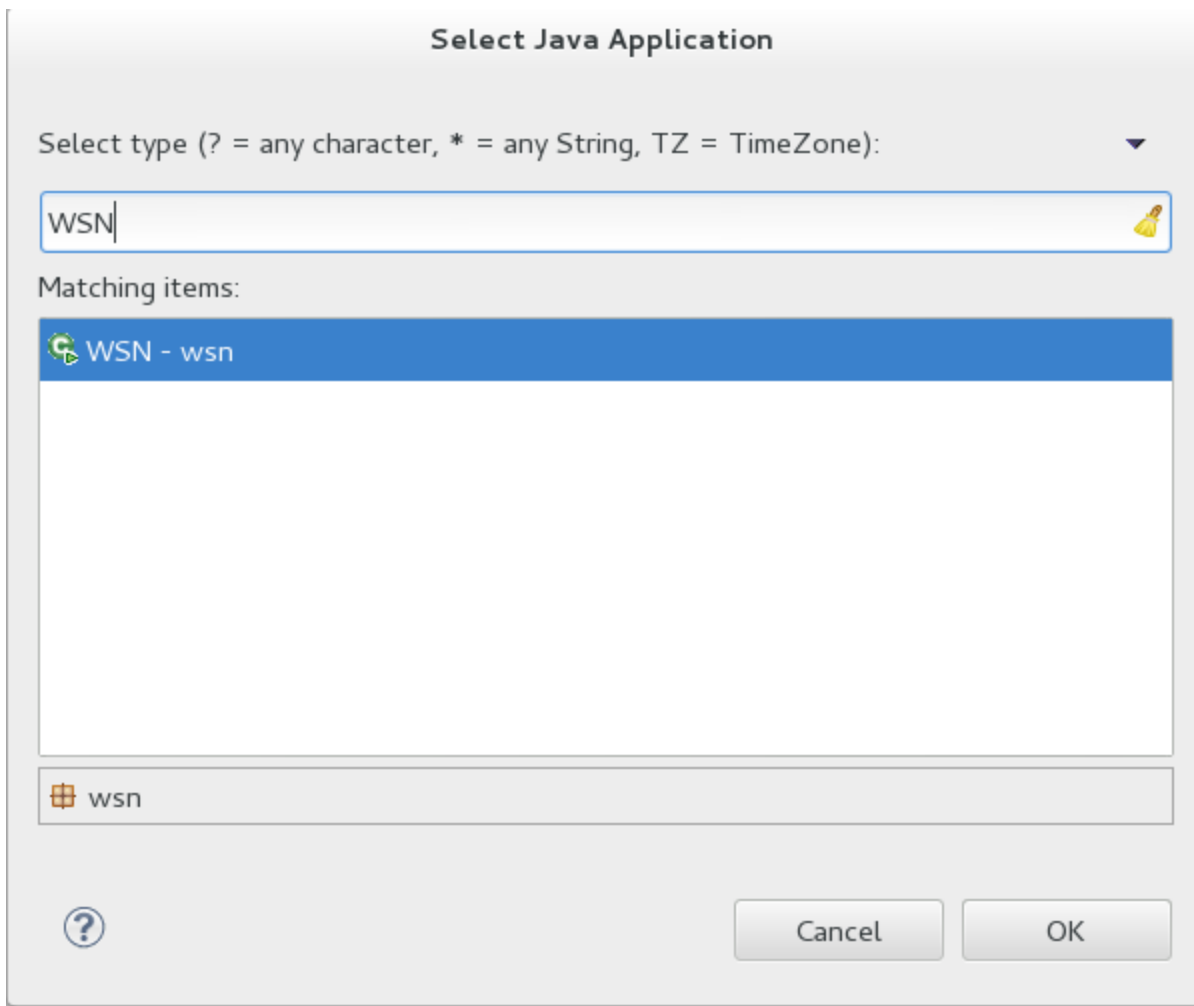 Select Java Application
Select type (? = any character, * = any String, TZ = TimeZone):
WSN
Matching items:
WSN - wsn
wsn
Cancel OK